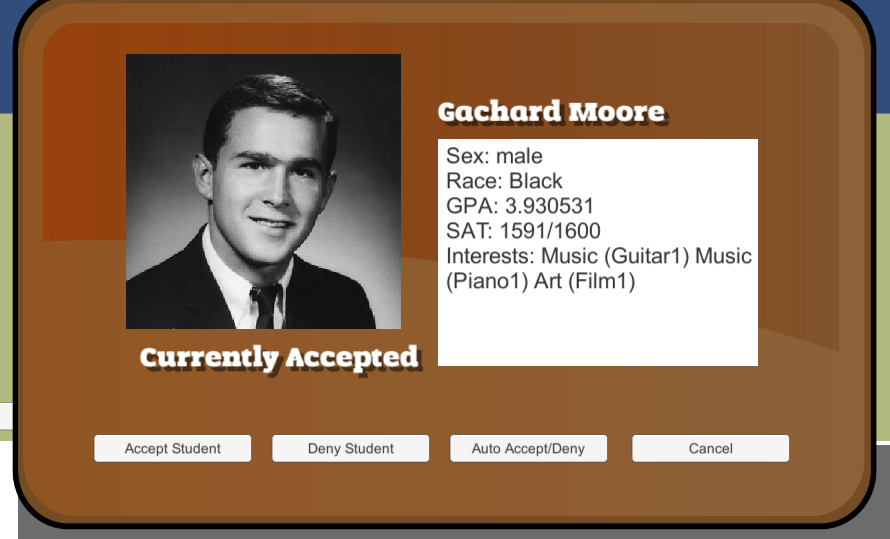 Gachard Moore
Sex: male
Race: Black
GPA: 3.930531
SAT: 1591/1600
Interests: Music (Guitar1) Music
(Piano1) Art (Film1)
Currently Accepted
Accept Student
Deny Student
Auto Accept/Deny
Cancel